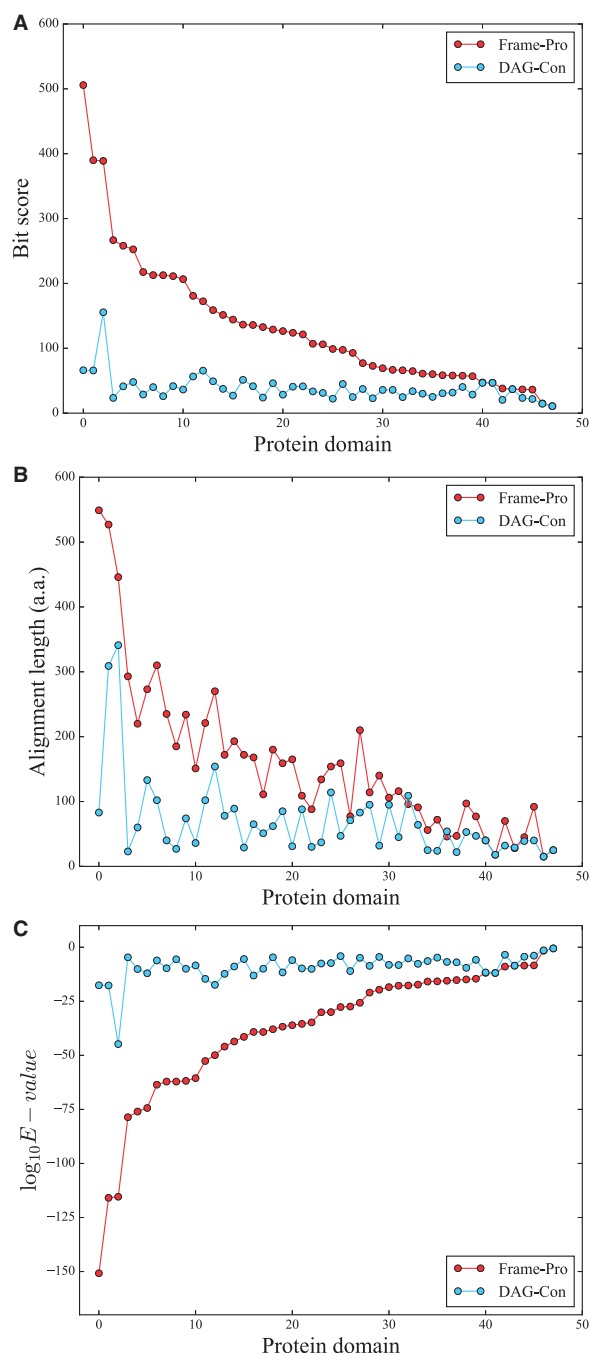 A
600
500
400
300
200
100
0
Bit score
Frame-Pro
DAG-Con
0 10 20 30 40 50
Protein domain
B
600
500
400
300
200
100
0
Alignment length (a.a.)
Frame-Pro
DAG-Con
0 10 20 30 40 50
Protein domain
C
0
−25
−50
−75
−100
−125
−150
log₁₀E − value
Frame-Pro
DAG-Con
0 10 20 30 40 50
Protein domain